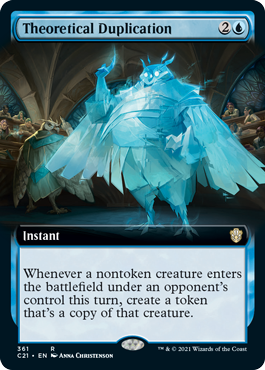 Theoretical Duplication
2
Instant
Whenever a nontoken creature enters
the battlefield under an opponent's
control this turn, create a token
that's a copy of that creature.
361 R
C21 • EN Anna Christenson
™ & © 2021 Wizards of the Coast